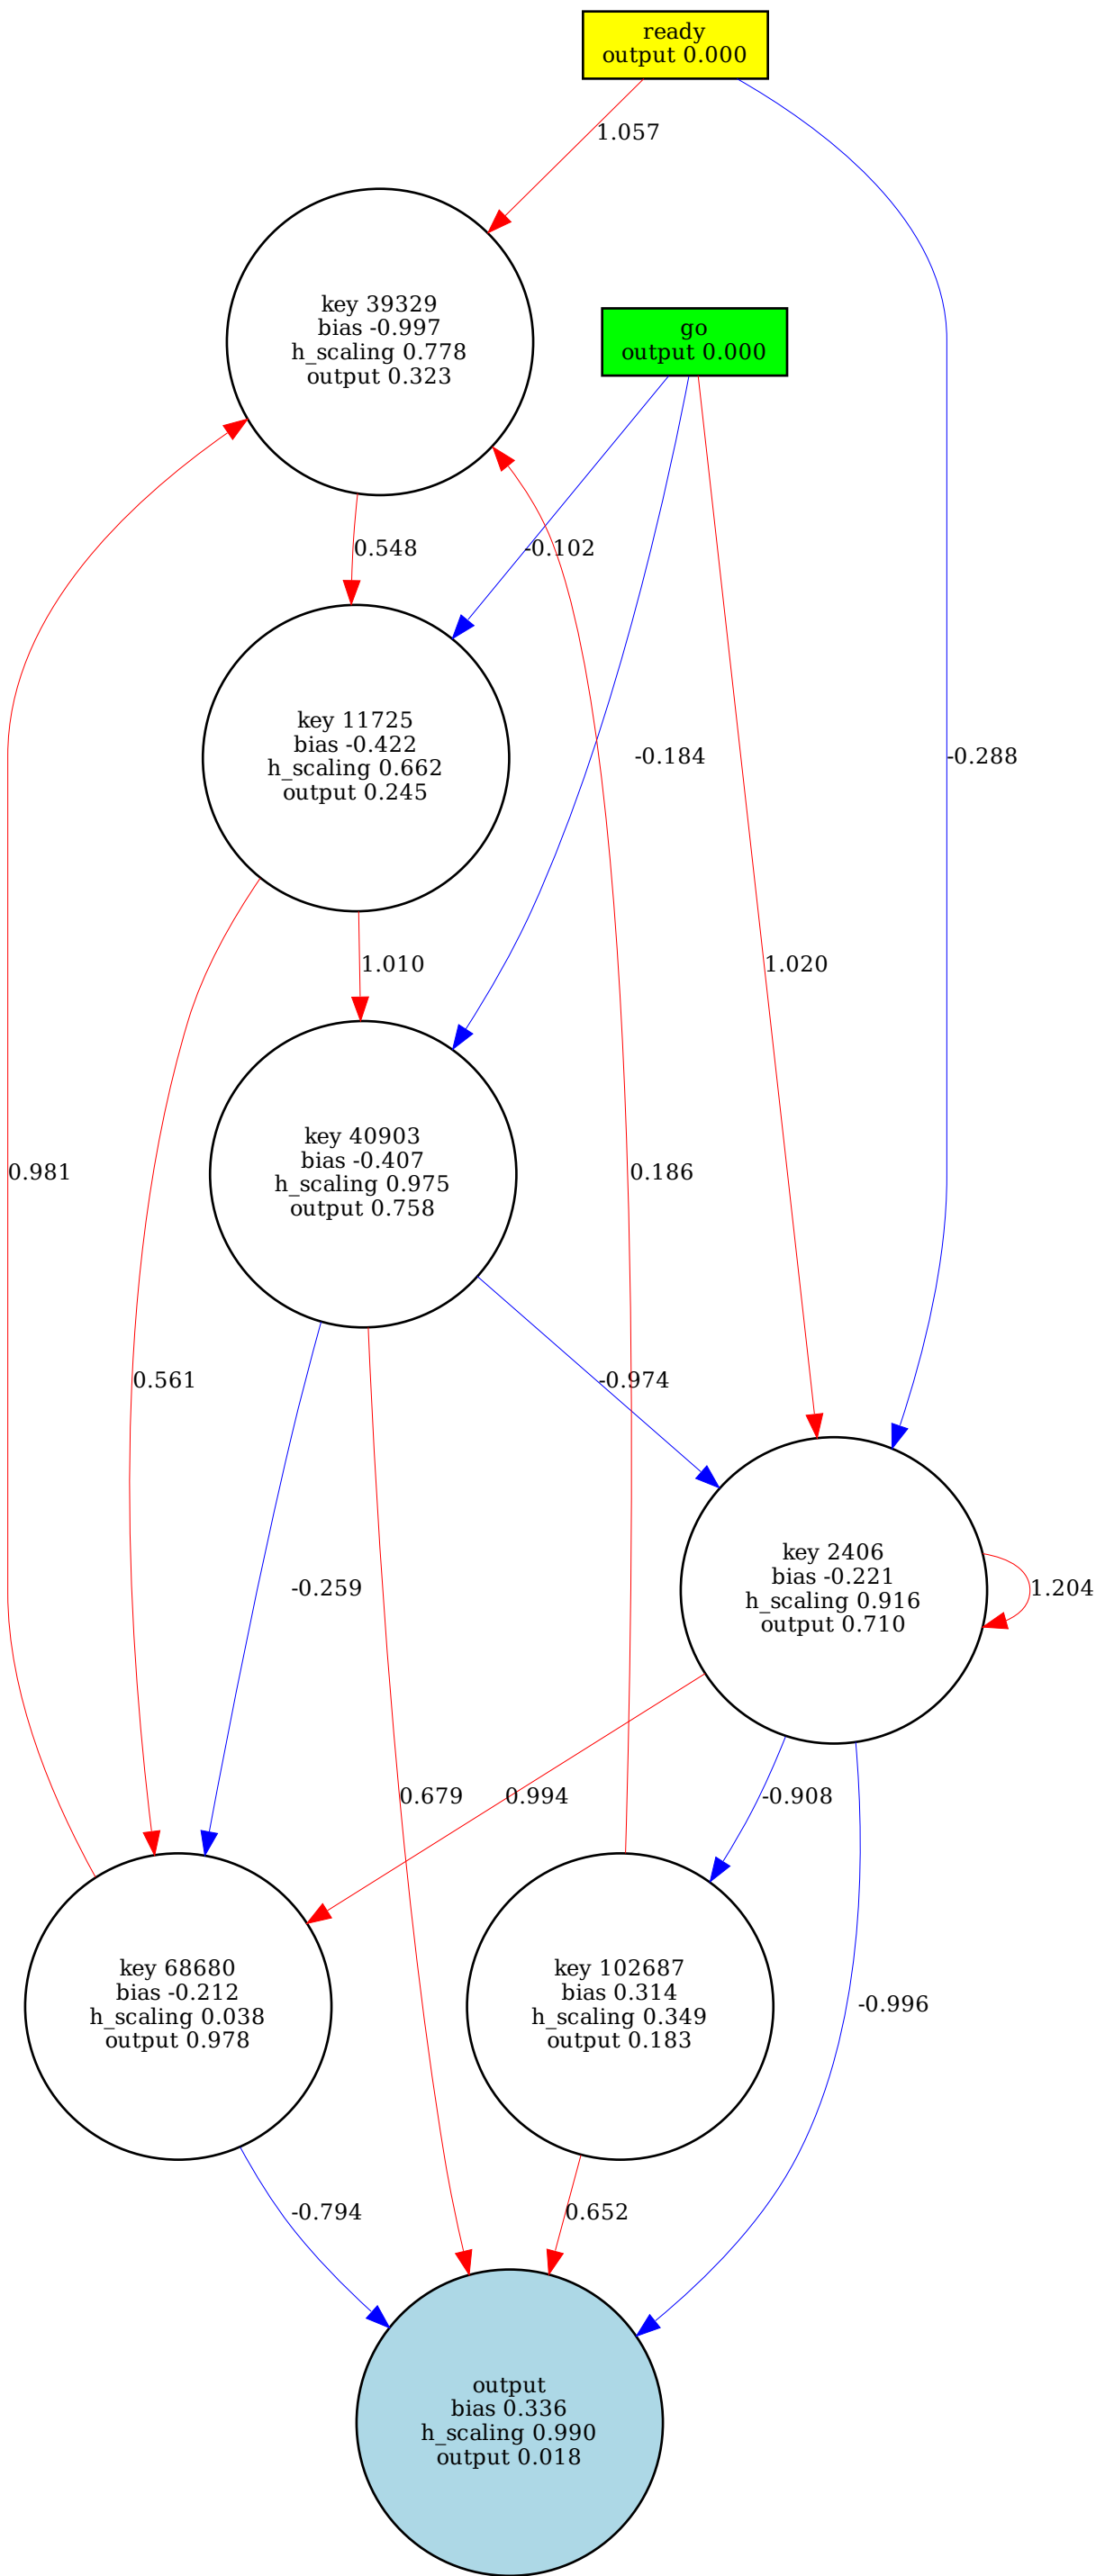 ready
output 0.000
1.057
key 39329
bias -0.997
h_scaling 0.778
output 0.323
go
output 0.000
0.548
-0.102
key 11725
bias -0.422
h_scaling 0.662
output 0.245
-0.184
-0.288
1.010
1.020
key 40903
bias -0.407
h_scaling 0.975
output 0.758
0.981
0.186
0.561
-0.974
key 2406
bias -0.221
h_scaling 0.916
output 0.710
-0.259
1.204
0.679
0.994
-0.908
key 68680
bias -0.212
h_scaling 0.038
output 0.978
key 102687
bias 0.314
h_scaling 0.349
output 0.183
-0.996
-0.794
0.652
output
bias 0.336
h_scaling 0.990
output 0.018